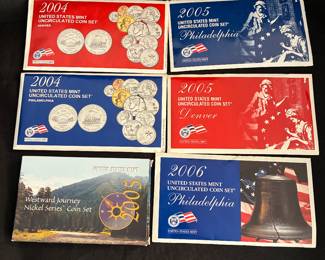 2004
UNITED STATES MINT
UNCIRCULATED COIN SET
DENVER
2005
UNITED STATES MINT
UNCIRCULATED COIN SET
Philadelphia
2004
UNITED STATES MINT
UNCIRCULATED COIN SET
PHILADELPHIA
2005
UNITED STATES MINT
UNCIRCULATED COIN SET
Denver
Westward Journey
Nickel Series™ Coin Set
2005
2006
UNITED STATES MINT
UNCIRCULATED COIN SET
Philadelphia